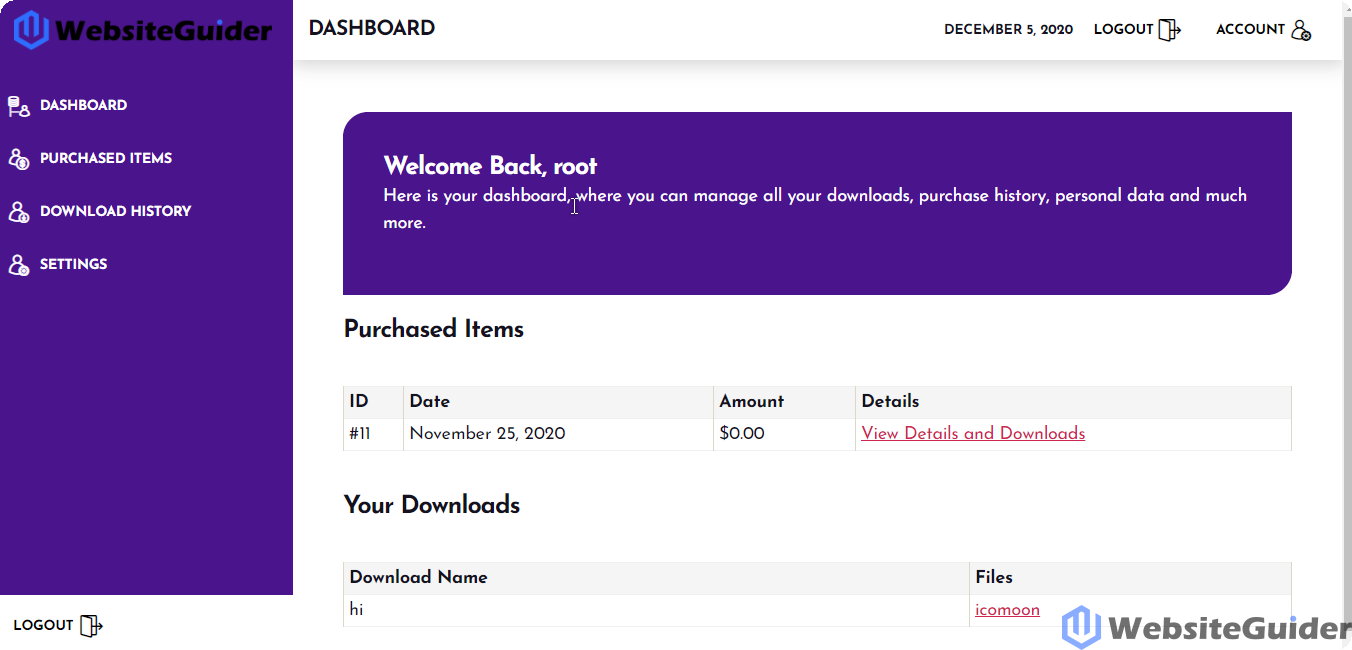 WebsiteGuider
DASHBOARD
DECEMBER 5, 2020
LOGOUT
ACCOUNT
DASHBOARD
PURCHASED ITEMS
DOWNLOAD HISTORY
SETTINGS
LOGOUT
Welcome Back, root
Here is your dashboard, where you can manage all your downloads, purchase history, personal data and much
more.
Purchased Items
ID Date Amount Details
#11 November 25, 2020 $0.00 View Details and Downloads
Your Downloads
Download Name Files
hi icomoon
WebsiteGuider